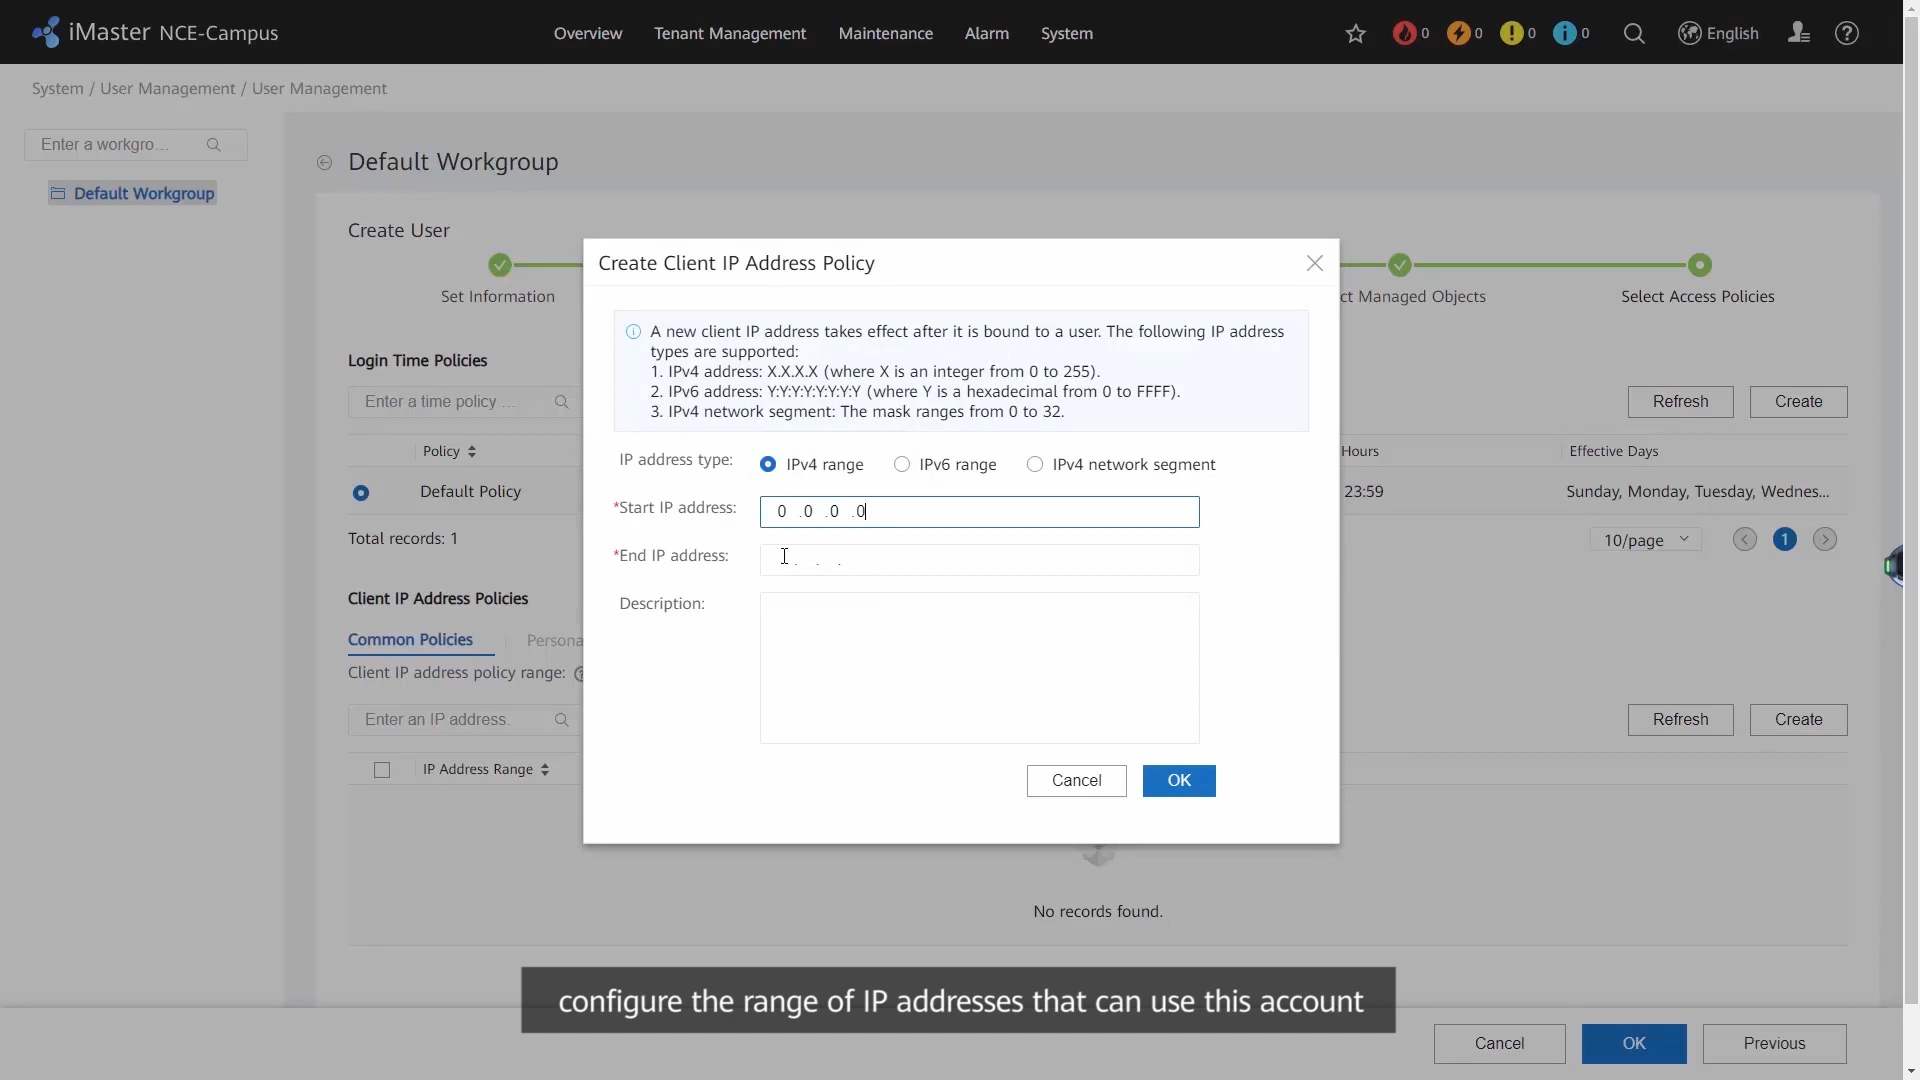 iMaster NCE-Campus
Overview
Tenant Management
Maintenance
Alarm
System
0
0
0
0
English
System / User Management / User Management
Enter a workgro...
Default Workgroup
Default Workgroup
Create User
Set Information
ct Managed Objects
Select Access Policies
Login Time Policies
Enter a time policy ...
Refresh
Create
Policy
Hours
Effective Days
Default Policy
23:59
Sunday, Monday, Tuesday, Wednes...
Total records: 1
10/page
1
Client IP Address Policies
Common Policies
Persona
Client IP address policy range:
Enter an IP address.
Refresh
Create
IP Address Range
No records found.
Create Client IP Address Policy
A new client IP address takes effect after it is bound to a user. The following IP address
types are supported:
1. IPv4 address: X.X.X.X (where X is an integer from 0 to 255).
2. IPv6 address: Y:Y:Y:Y:Y:Y:Y:Y (where Y is a hexadecimal from 0 to FFFF).
3. IPv4 network segment: The mask ranges from 0 to 32.
IP address type:
IPv4 range
IPv6 range
IPv4 network segment
*Start IP address:
0 .0 .0 .0
*End IP address:
. . .
Description:
Cancel
OK
configure the range of IP addresses that can use this account
Cancel
OK
Previous